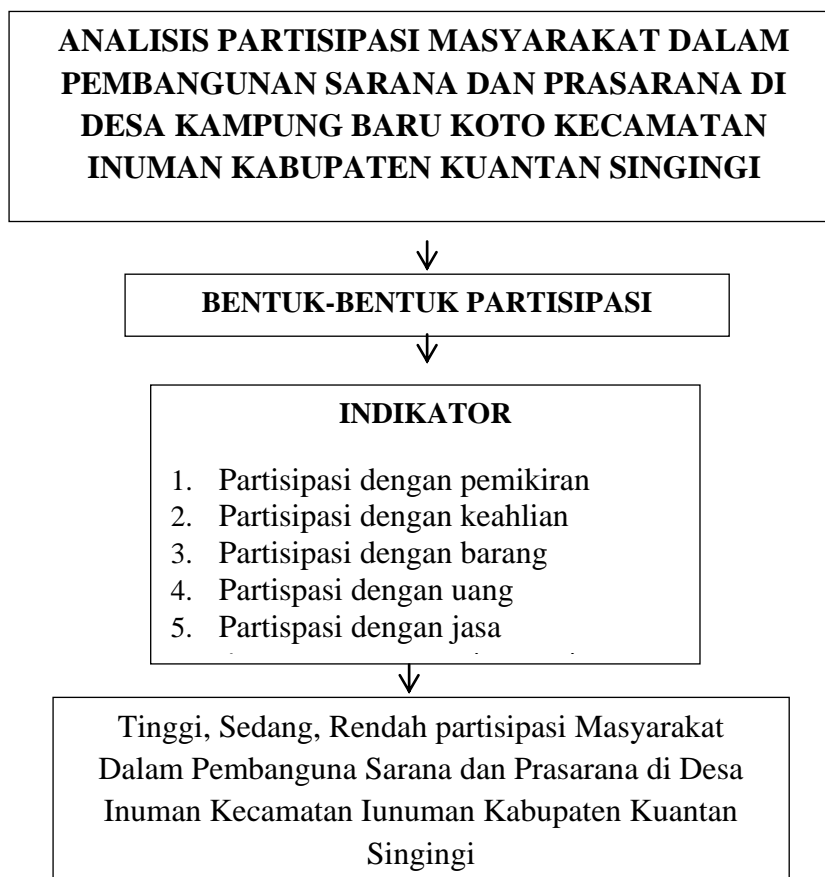 ANALISIS PARTISIPASI MASYARAKAT DALAM
PEMBANGUNAN SARANA DAN PRASARANA DI
DESA KAMPUNG BARU KOTO KECAMATAN
INUMAN KABUPATEN KUANTAN SINGINGI
BENTUK-BENTUK PARTISIPASI
INDIKATOR
1. Partisipasi dengan pemikiran
2. Partisipasi dengan keahlian
3. Partisipasi dengan barang
4. Partispasi dengan uang
5. Partispasi dengan jasa
Tinggi, Sedang, Rendah partisipasi Masyarakat
Dalam Pembanguna Sarana dan Prasarana di Desa
Inuman Kecamatan Iunuman Kabupaten Kuantan
Singingi